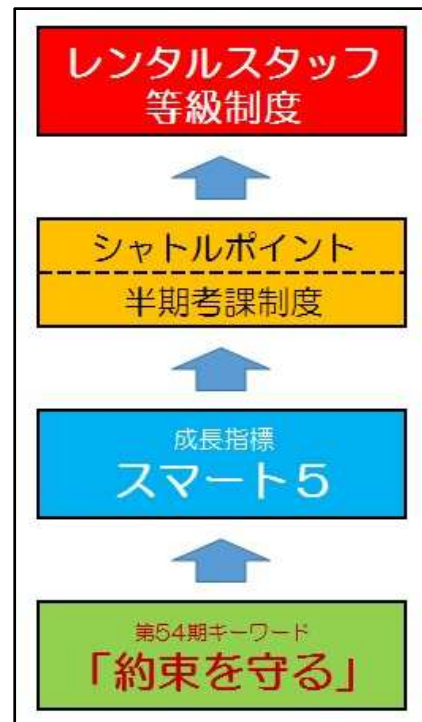 レンタルスタッフ
等級制度
シャトルポイント
半期考課制度
成長指標
スマート５
第54期キーワード
「約束を守る」